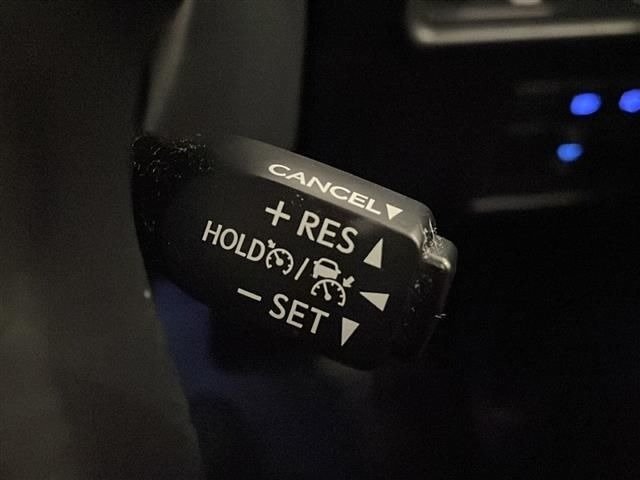 CANCEL
+ RES
HOLD /
- SET